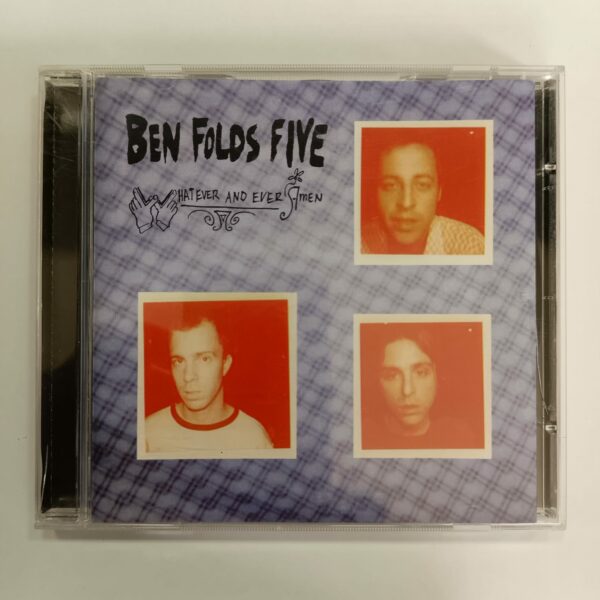 BEN FOLDS FIVE
WHATEVER AND EVER AMEN